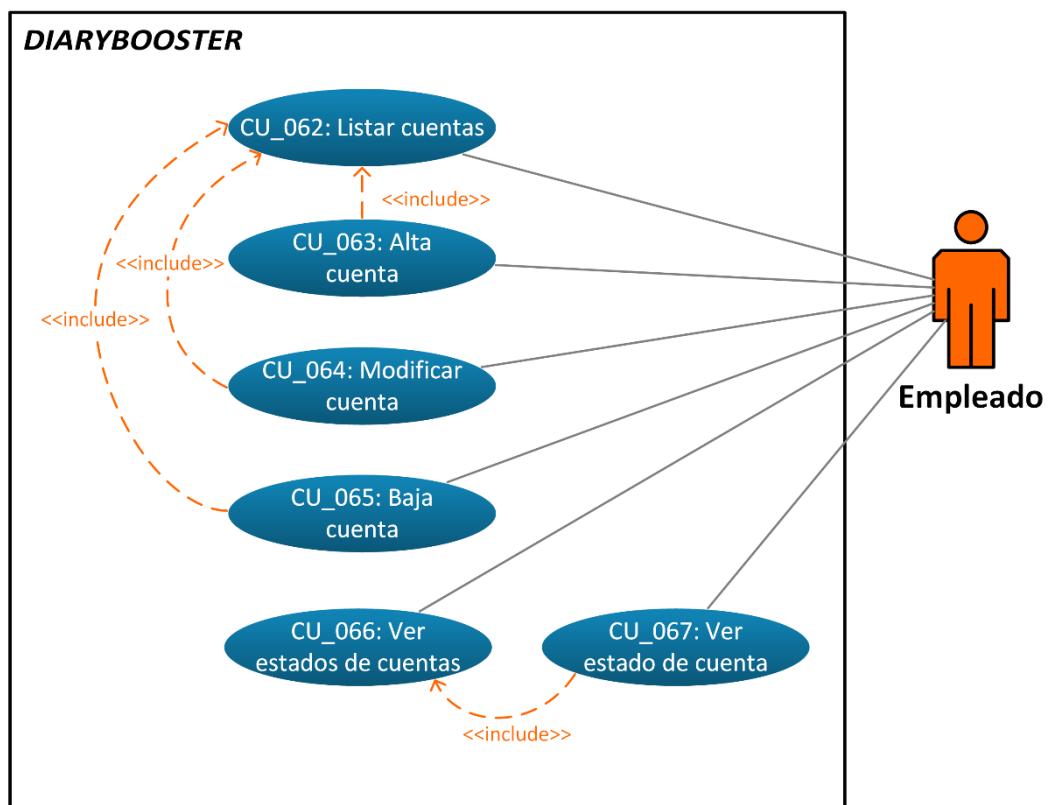 DIARYBOOSTER
CU_062: Listar cuentas
<<include>>
CU_063: Alta
cuenta
<<include>>
<<include>>
CU_064: Modificar
cuenta
Empleado
CU_065: Baja
cuenta
CU_066: Ver
estados de cuentas
CU_067: Ver
estado de cuenta
<<include>>